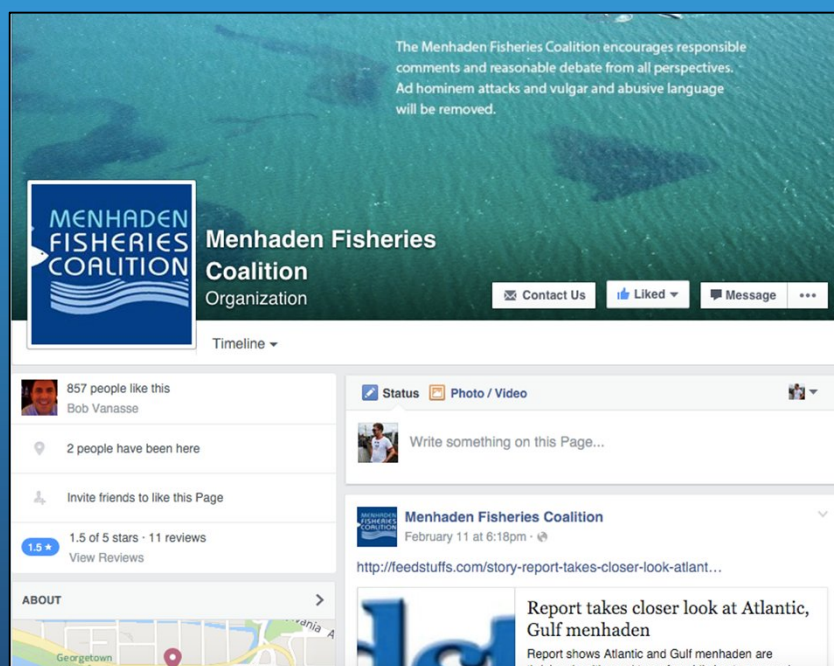 The Menhaden Fisheries Coalition encourages responsible
comments and reasonable debate from all perspectives.
Ad hominem attacks and vulgar and abusive language
will be removed.
MENHADEN
FISHERIES
COALITION
Menhaden Fisheries
Coalition
Organization
Contact Us
Liked
Message
Timeline
857 people like this
Bob Vanasse
2 people have been here
Invite friends to like this Page
1.5 ★
1.5 of 5 stars · 11 reviews
View Reviews
ABOUT
Georgetown
Status
Photo / Video
Write something on this Page...
MENHADEN
FISHERIES
COALITION
Menhaden Fisheries Coalition
February 11 at 6:18pm ·
http://feedstuffs.com/story-report-takes-closer-look-atlant…
Report takes closer look at Atlantic,
Gulf menhaden
Report shows Atlantic and Gulf menhaden are